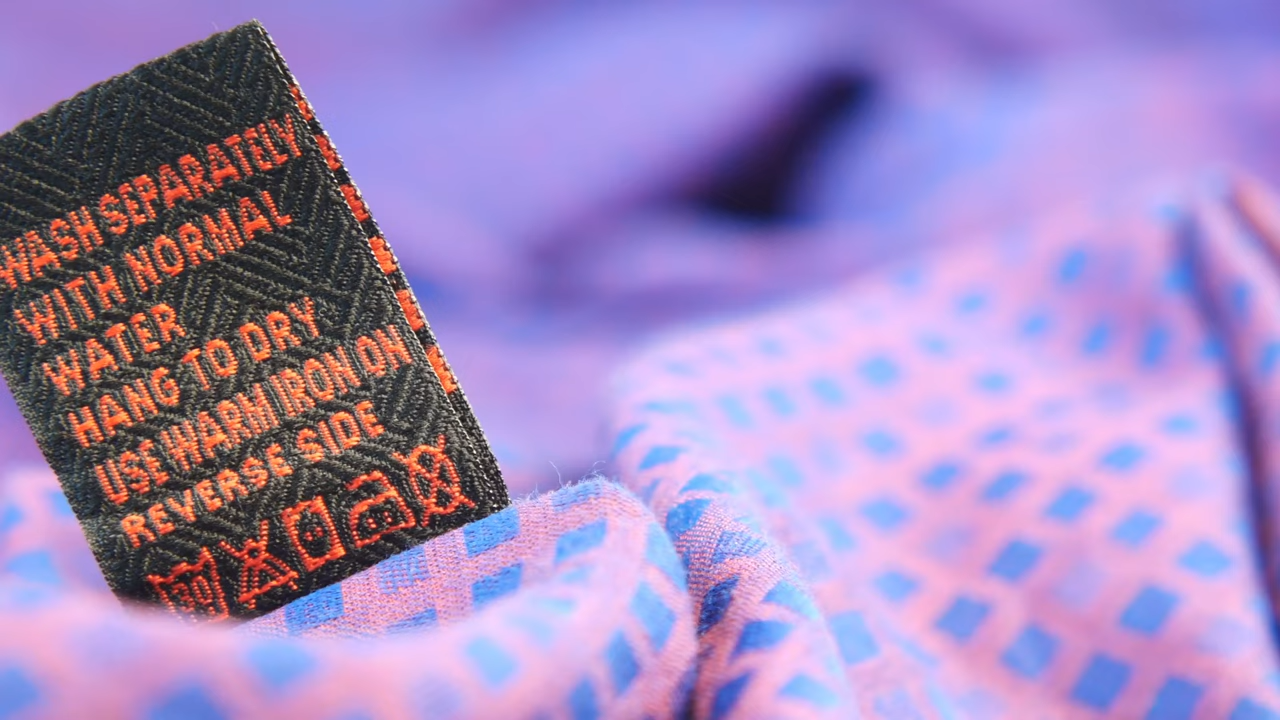 WASH SEPARATELY
WITH NORMAL
WATER
HANG TO DRY
USE WARM IRON ON
REVERSE SIDE